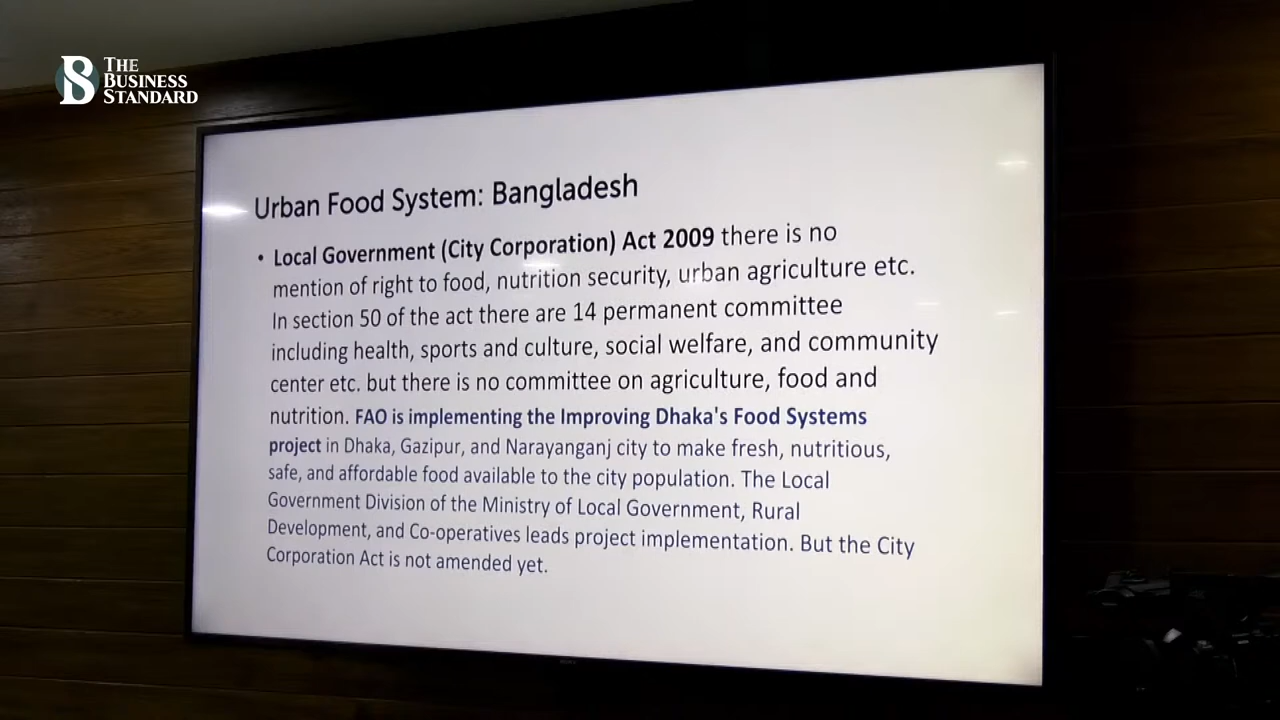 THE
BUSINESS
STANDARD
Urban Food System: Bangladesh
• Local Government (City Corporation) Act 2009 there is no
mention of right to food, nutrition security, urban agriculture etc.
In section 50 of the act there are 14 permanent committee
including health, sports and culture, social welfare, and community
center etc. but there is no committee on agriculture, food and
nutrition. FAO is implementing the Improving Dhaka's Food Systems
project in Dhaka, Gazipur, and Narayanganj city to make fresh, nutritious,
safe, and affordable food available to the city population. The Local
Government Division of the Ministry of Local Government, Rural
Development, and Co-operatives leads project implementation. But the City
Corporation Act is not amended yet.